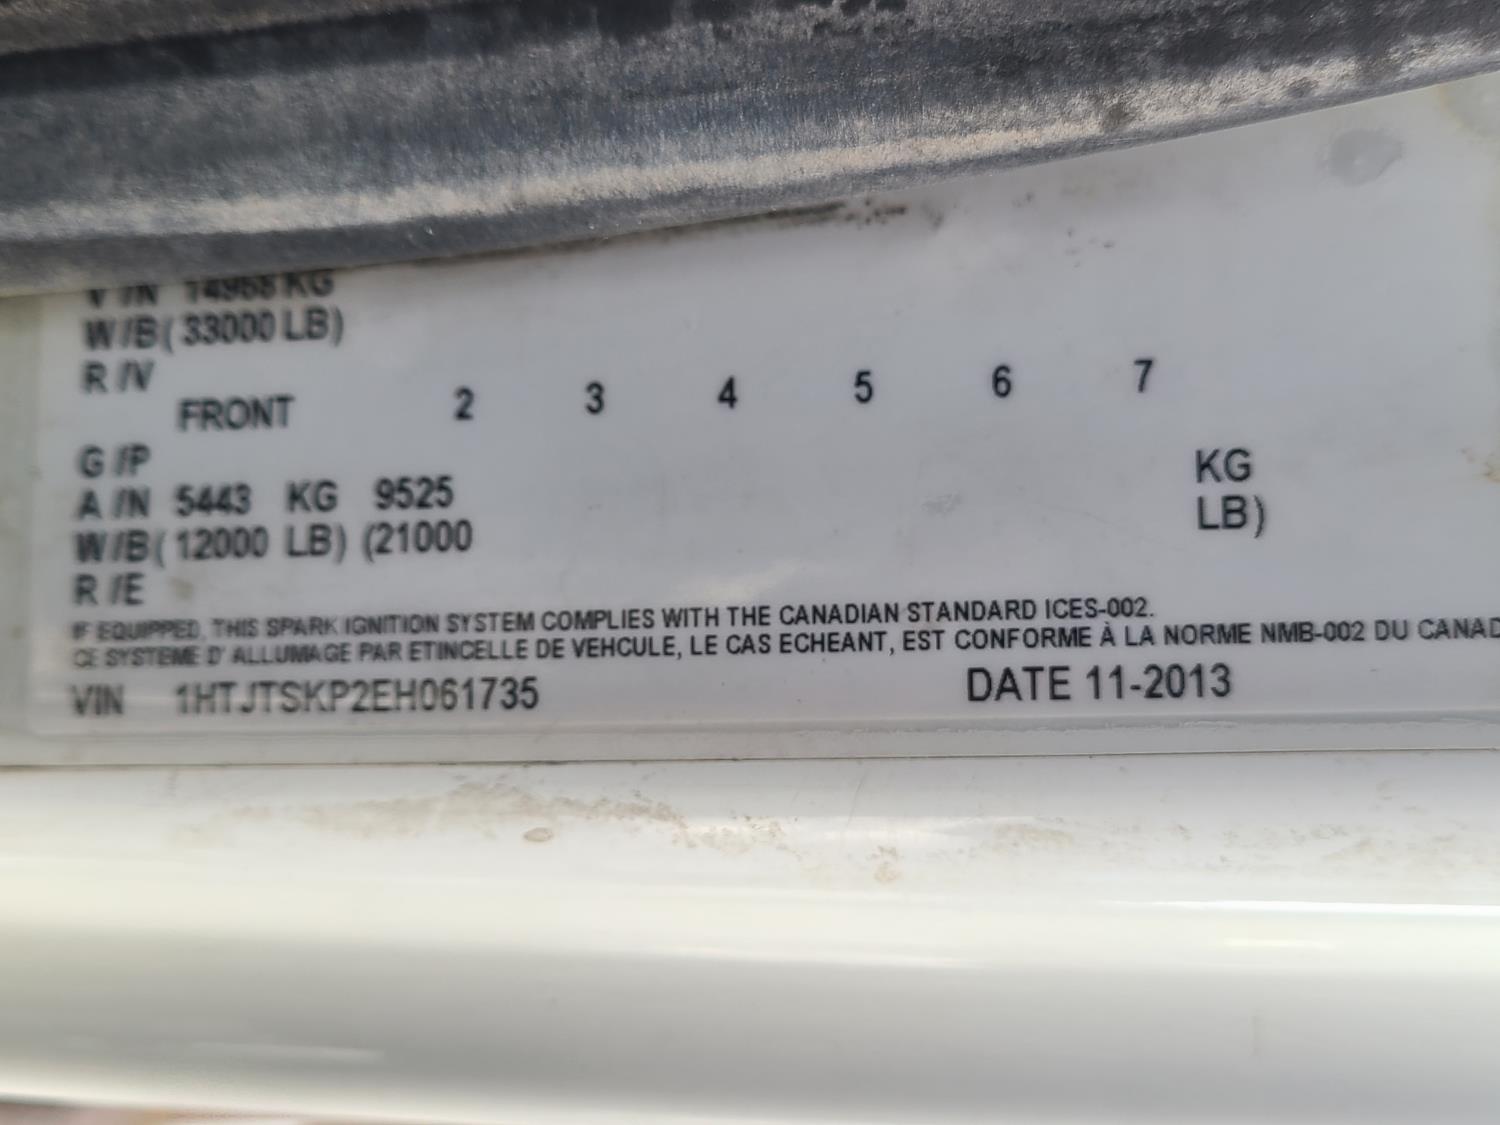 V/N 14968 KG
W/B( 33000 LB)
R/V
FRONT 2 3 4 5 6 7
G/P
A/N 5443 KG 9525 KG
W/B( 12000 LB) (21000 LB)
R/E
IF EQUIPPED, THIS SPARK IGNITION SYSTEM COMPLIES WITH THE CANADIAN STANDARD ICES-002.
CE SYSTEME D' ALLUMAGE PAR ETINCELLE DE VEHCULE, LE CAS ECHEANT, EST CONFORME À LA NORME NMB-002 DU CANAD
VIN 1HTJTSKP2EH061735 DATE 11-2013